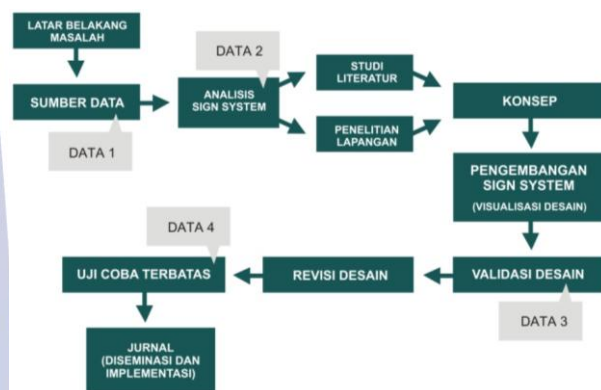 LATAR BELAKANG
MASALAH
DATA 2
SUMBER DATA
DATA 1
ANALISIS
SIGN SYSTEM
STUDI
LITERATUR
PENELITIAN
LAPANGAN
KONSEP
PENGEMBANGAN
SIGN SYSTEM
(VISUALISASI DESAIN)
VALIDASI DESAIN
DATA 3
REVISI DESAIN
DATA 4
UJI COBA TERBATAS
JURNAL
(DISEMINASI DAN
IMPLEMENTASI)